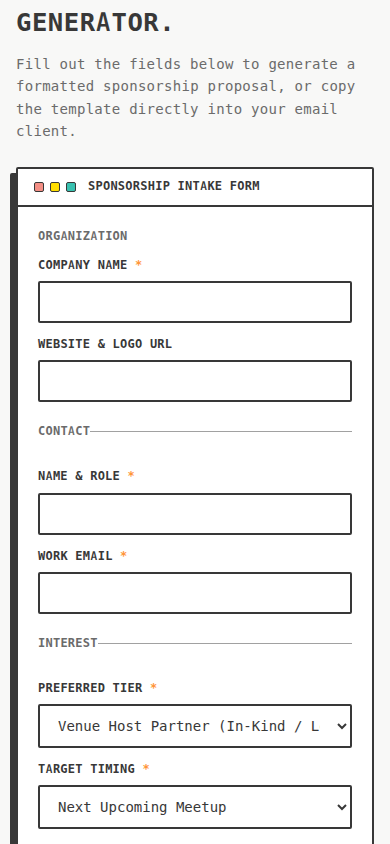 GENERATOR.
Fill out the fields below to generate a
formatted sponsorship proposal, or copy
the template directly into your email
client.
SPONSORSHIP INTAKE FORM
ORGANIZATION
COMPANY NAME *
WEBSITE & LOGO URL
CONTACT
NAME & ROLE *
WORK EMAIL *
INTEREST
PREFERRED TIER *
Venue Host Partner (In-Kind / L
TARGET TIMING *
Next Upcoming Meetup